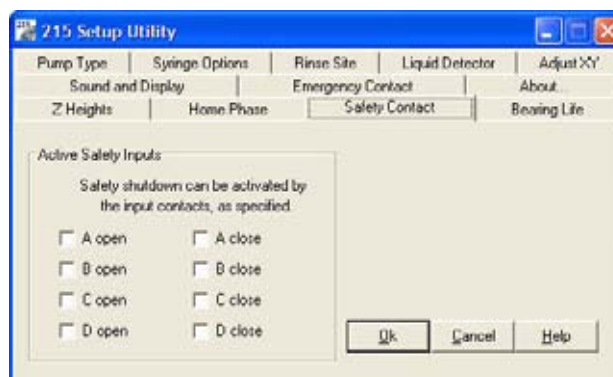 215 Setup Utility
Pump Type Syringe Options Rinse Site Liquid Detector Adjust XY
Sound and Display Emergency Contact About...
Z Heights Home Phase Safety Contact Bearing Life
Active Safety Inputs
Safety shutdown can be activated by
the input contacts, as specified.
A open A close
B open B close
C open C close
D open D close
Ok Cancel Help